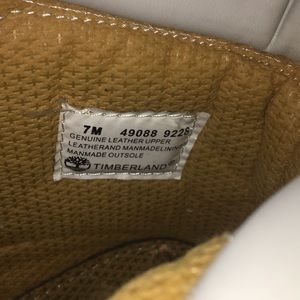 7M 49088 9228
GENUINE LEATHER UPPER
LEATHERAND MANMADELINING
MANMADE OUTSOLE
TIMBERLAND